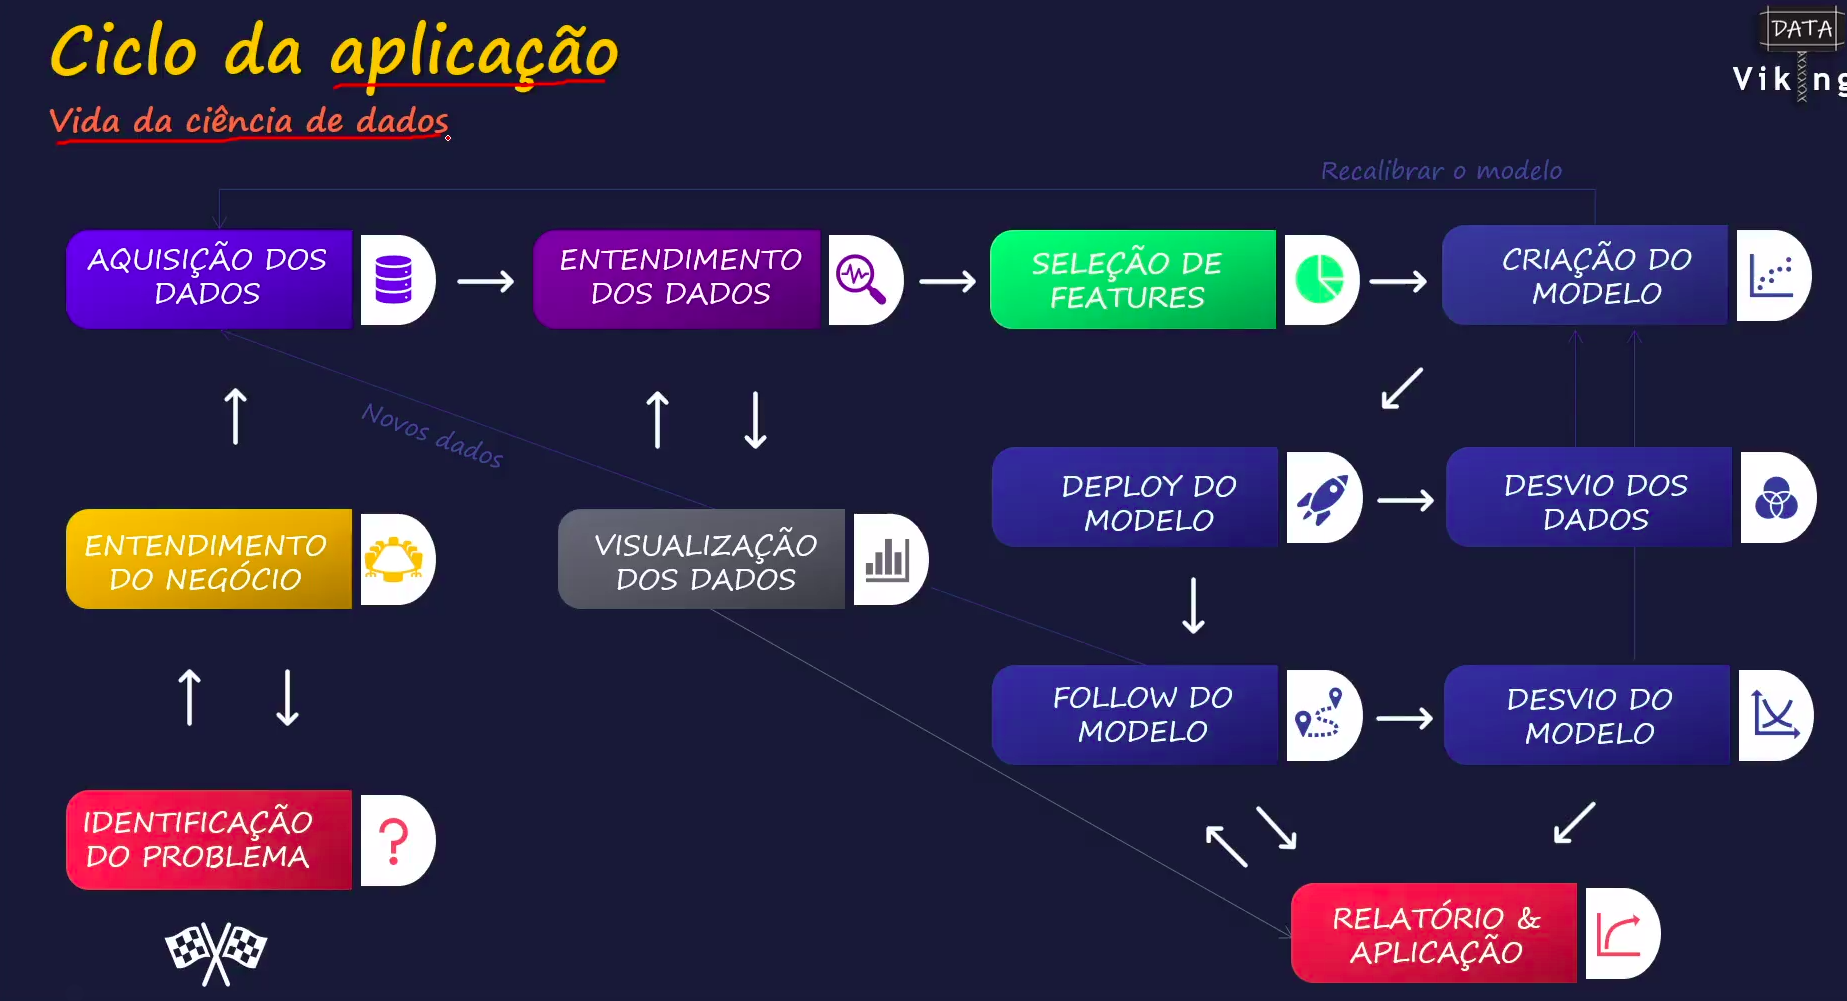 Ciclo da aplicação
Vida da ciência de dados
DATA
Viking
Recalibrar o modelo
AQUISIÇÃO DOS
DADOS
ENTENDIMENTO
DOS DADOS
SELEÇÃO DE
FEATURES
CRIAÇÃO DO
MODELO
Novos dados
DEPLOY DO
MODELO
DESVIO DOS
DADOS
ENTENDIMENTO
DO NEGÓCIO
VISUALIZAÇÃO
DOS DADOS
FOLLOW DO
MODELO
DESVIO DO
MODELO
IDENTIFICAÇÃO
DO PROBLEMA
?
RELATÓRIO &
APLICAÇÃO